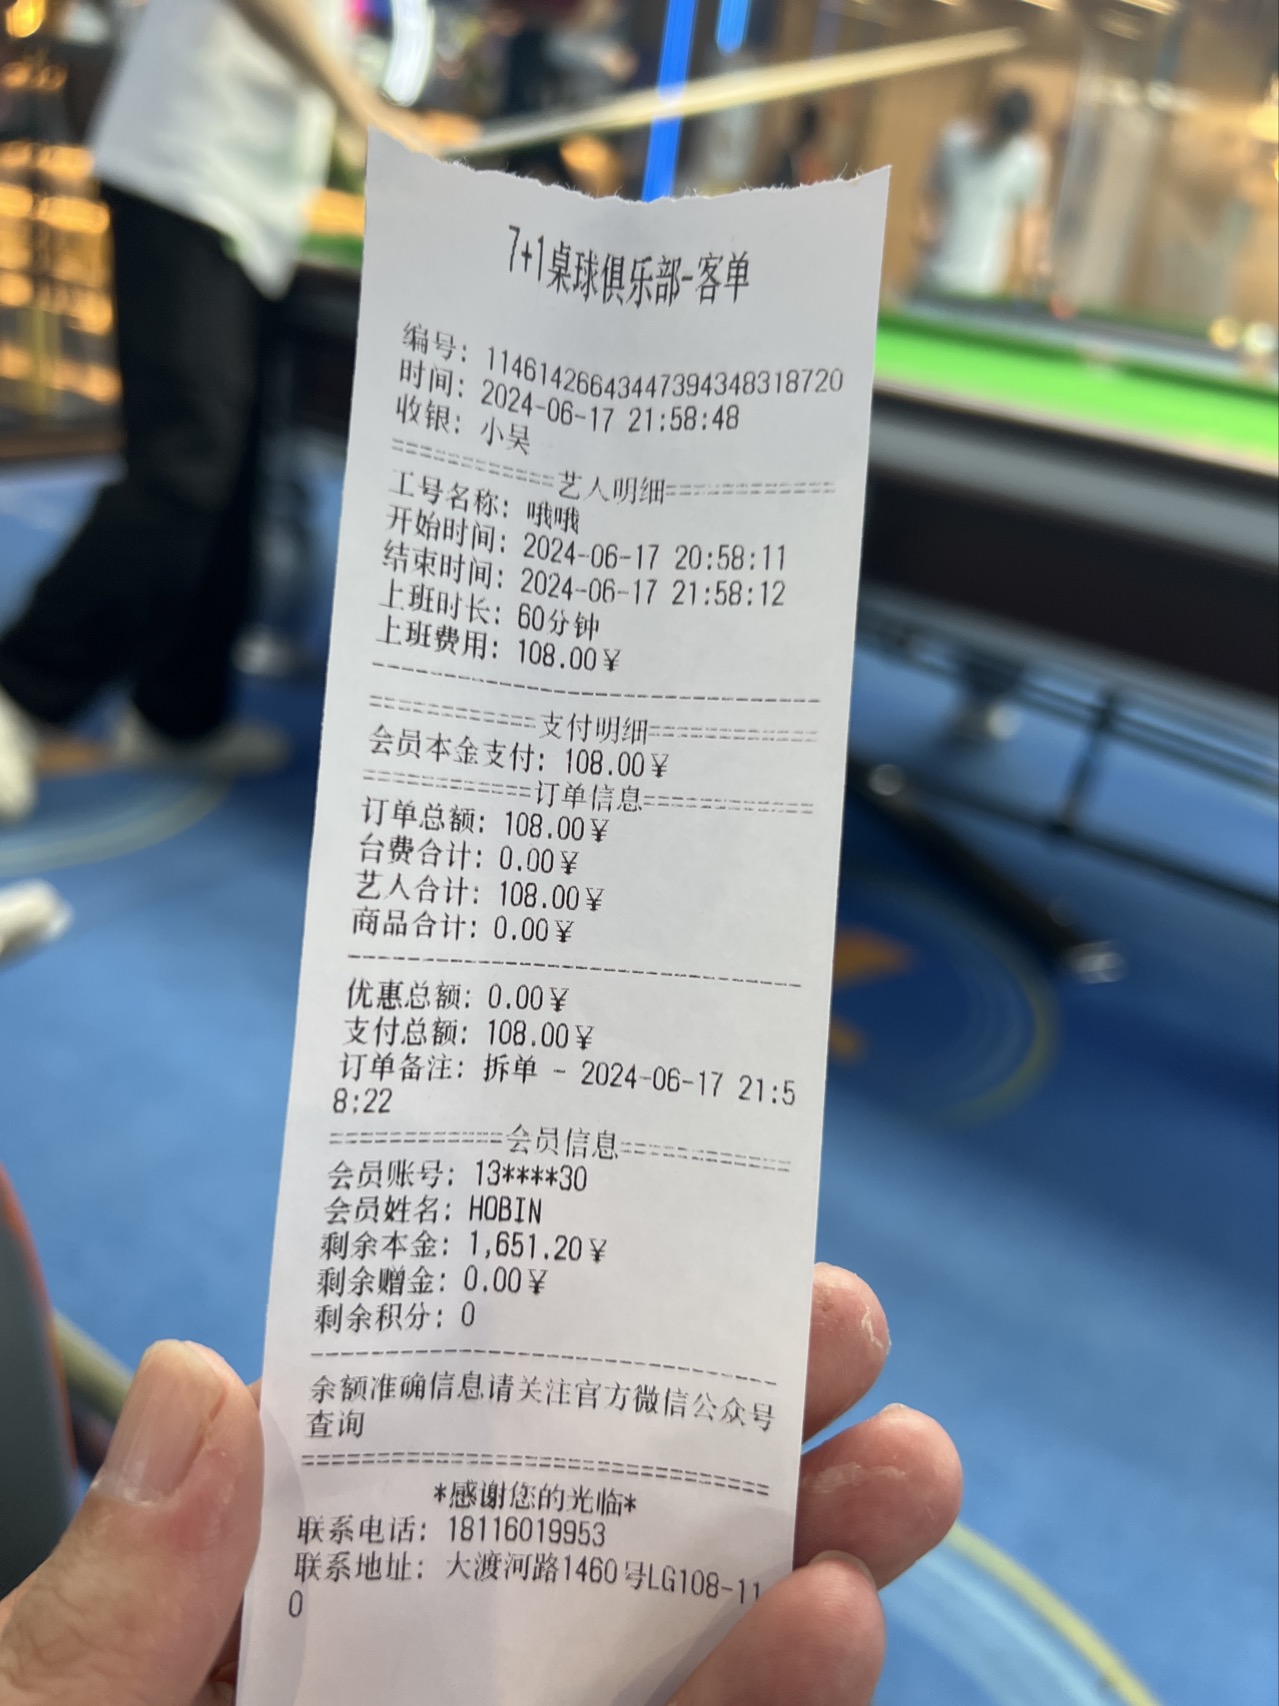 7+1桌球俱乐部-客单
编号: 1146142664344739434831872​0
时间: 2024-06-17 21:58:48
收银: 小昊
===========艺人明细===========
工号名称: 哦哦
开始时间: 2024-06-17 20:58:11
结束时间: 2024-06-17 21:58:12
上班时长: 60分钟
上班费用: 108.00¥
--------------------------------
===========支付明细===========
会员本金支付: 108.00¥
===========订单信息===========
订单总额: 108.00¥
台费合计: 0.00¥
艺人合计: 108.00¥
商品合计: 0.00¥
--------------------------------
优惠总额: 0.00¥
支付总额: 108.00¥
订单备注: 拆单 - 2024-06-17 21:5
8:22
===========会员信息===========
会员账号: 13****30
会员姓名: HOBIN
剩余本金: 1,651.20¥
剩余赠金: 0.00¥
剩余积分: 0
--------------------------------
余额准确信息请关注官方微信公众号
查询
================================
*感谢您的光临*
联系电话: 18116019953
联系地址: 大渡河路1460号LG108-11
0